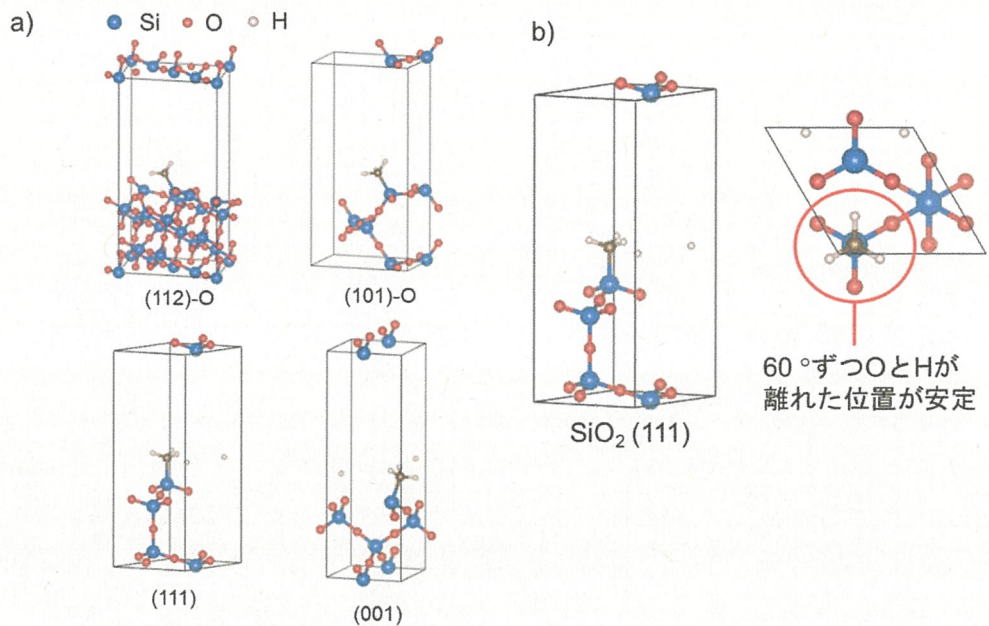 a)
Si O H
(112)-O
(101)-O
(111)
(001)
b)
SiO₂ (111)
60 °ずつOとHが
離れた位置が安定